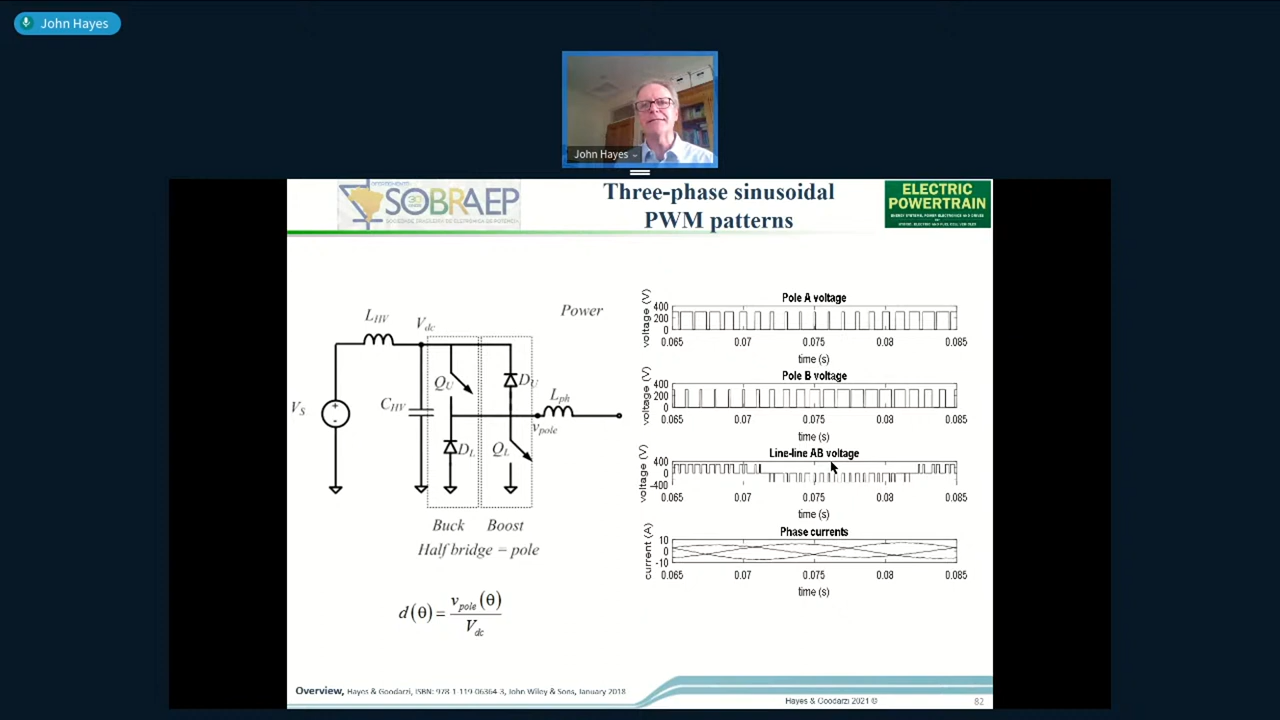 John Hayes
John Hayes
SOBRAEP
SOCIEDADE BRASILEIRA DE ELETRÔNICA DE POTÊNCIA
Three-phase sinusoidal
PWM patterns
ELECTRIC
POWERTRAIN
L_HV
V_dc
Power
Q_U
D_U
L_ph
V_S
C_HV
v_pole
D_L
Q_L
Buck
Boost
Half bridge = pole
d(θ) = v_pole(θ) / V_dc
Pole A voltage
voltage (V)
400
200
0
0.065 0.07 0.075 0.08 0.085
time (s)
Pole B voltage
voltage (V)
400
200
0
0.065 0.07 0.075 0.08 0.085
time (s)
Line-line AB voltage
voltage (V)
400
0
-400
0.065 0.07 0.075 0.08 0.085
time (s)
Phase currents
current (A)
10
0
-10
0.065 0.07 0.075 0.08 0.085
time (s)
Overview, Hayes & Goodarzi, ISBN: 978-1-119-06364-3, John Wiley & Sons, January 2018
Hayes & Goodarzi 2021 ©
82